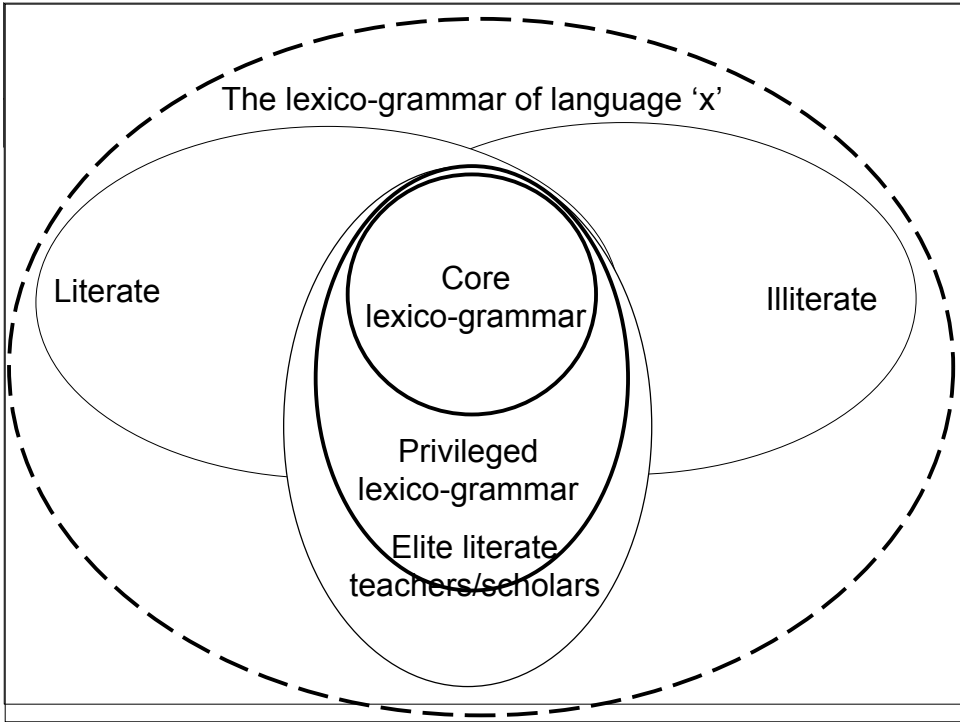 The lexico-grammar of language ‘x’
Literate
Core
lexico-grammar
Illiterate
Privileged
lexico-grammar
Elite literate
teachers/scholars